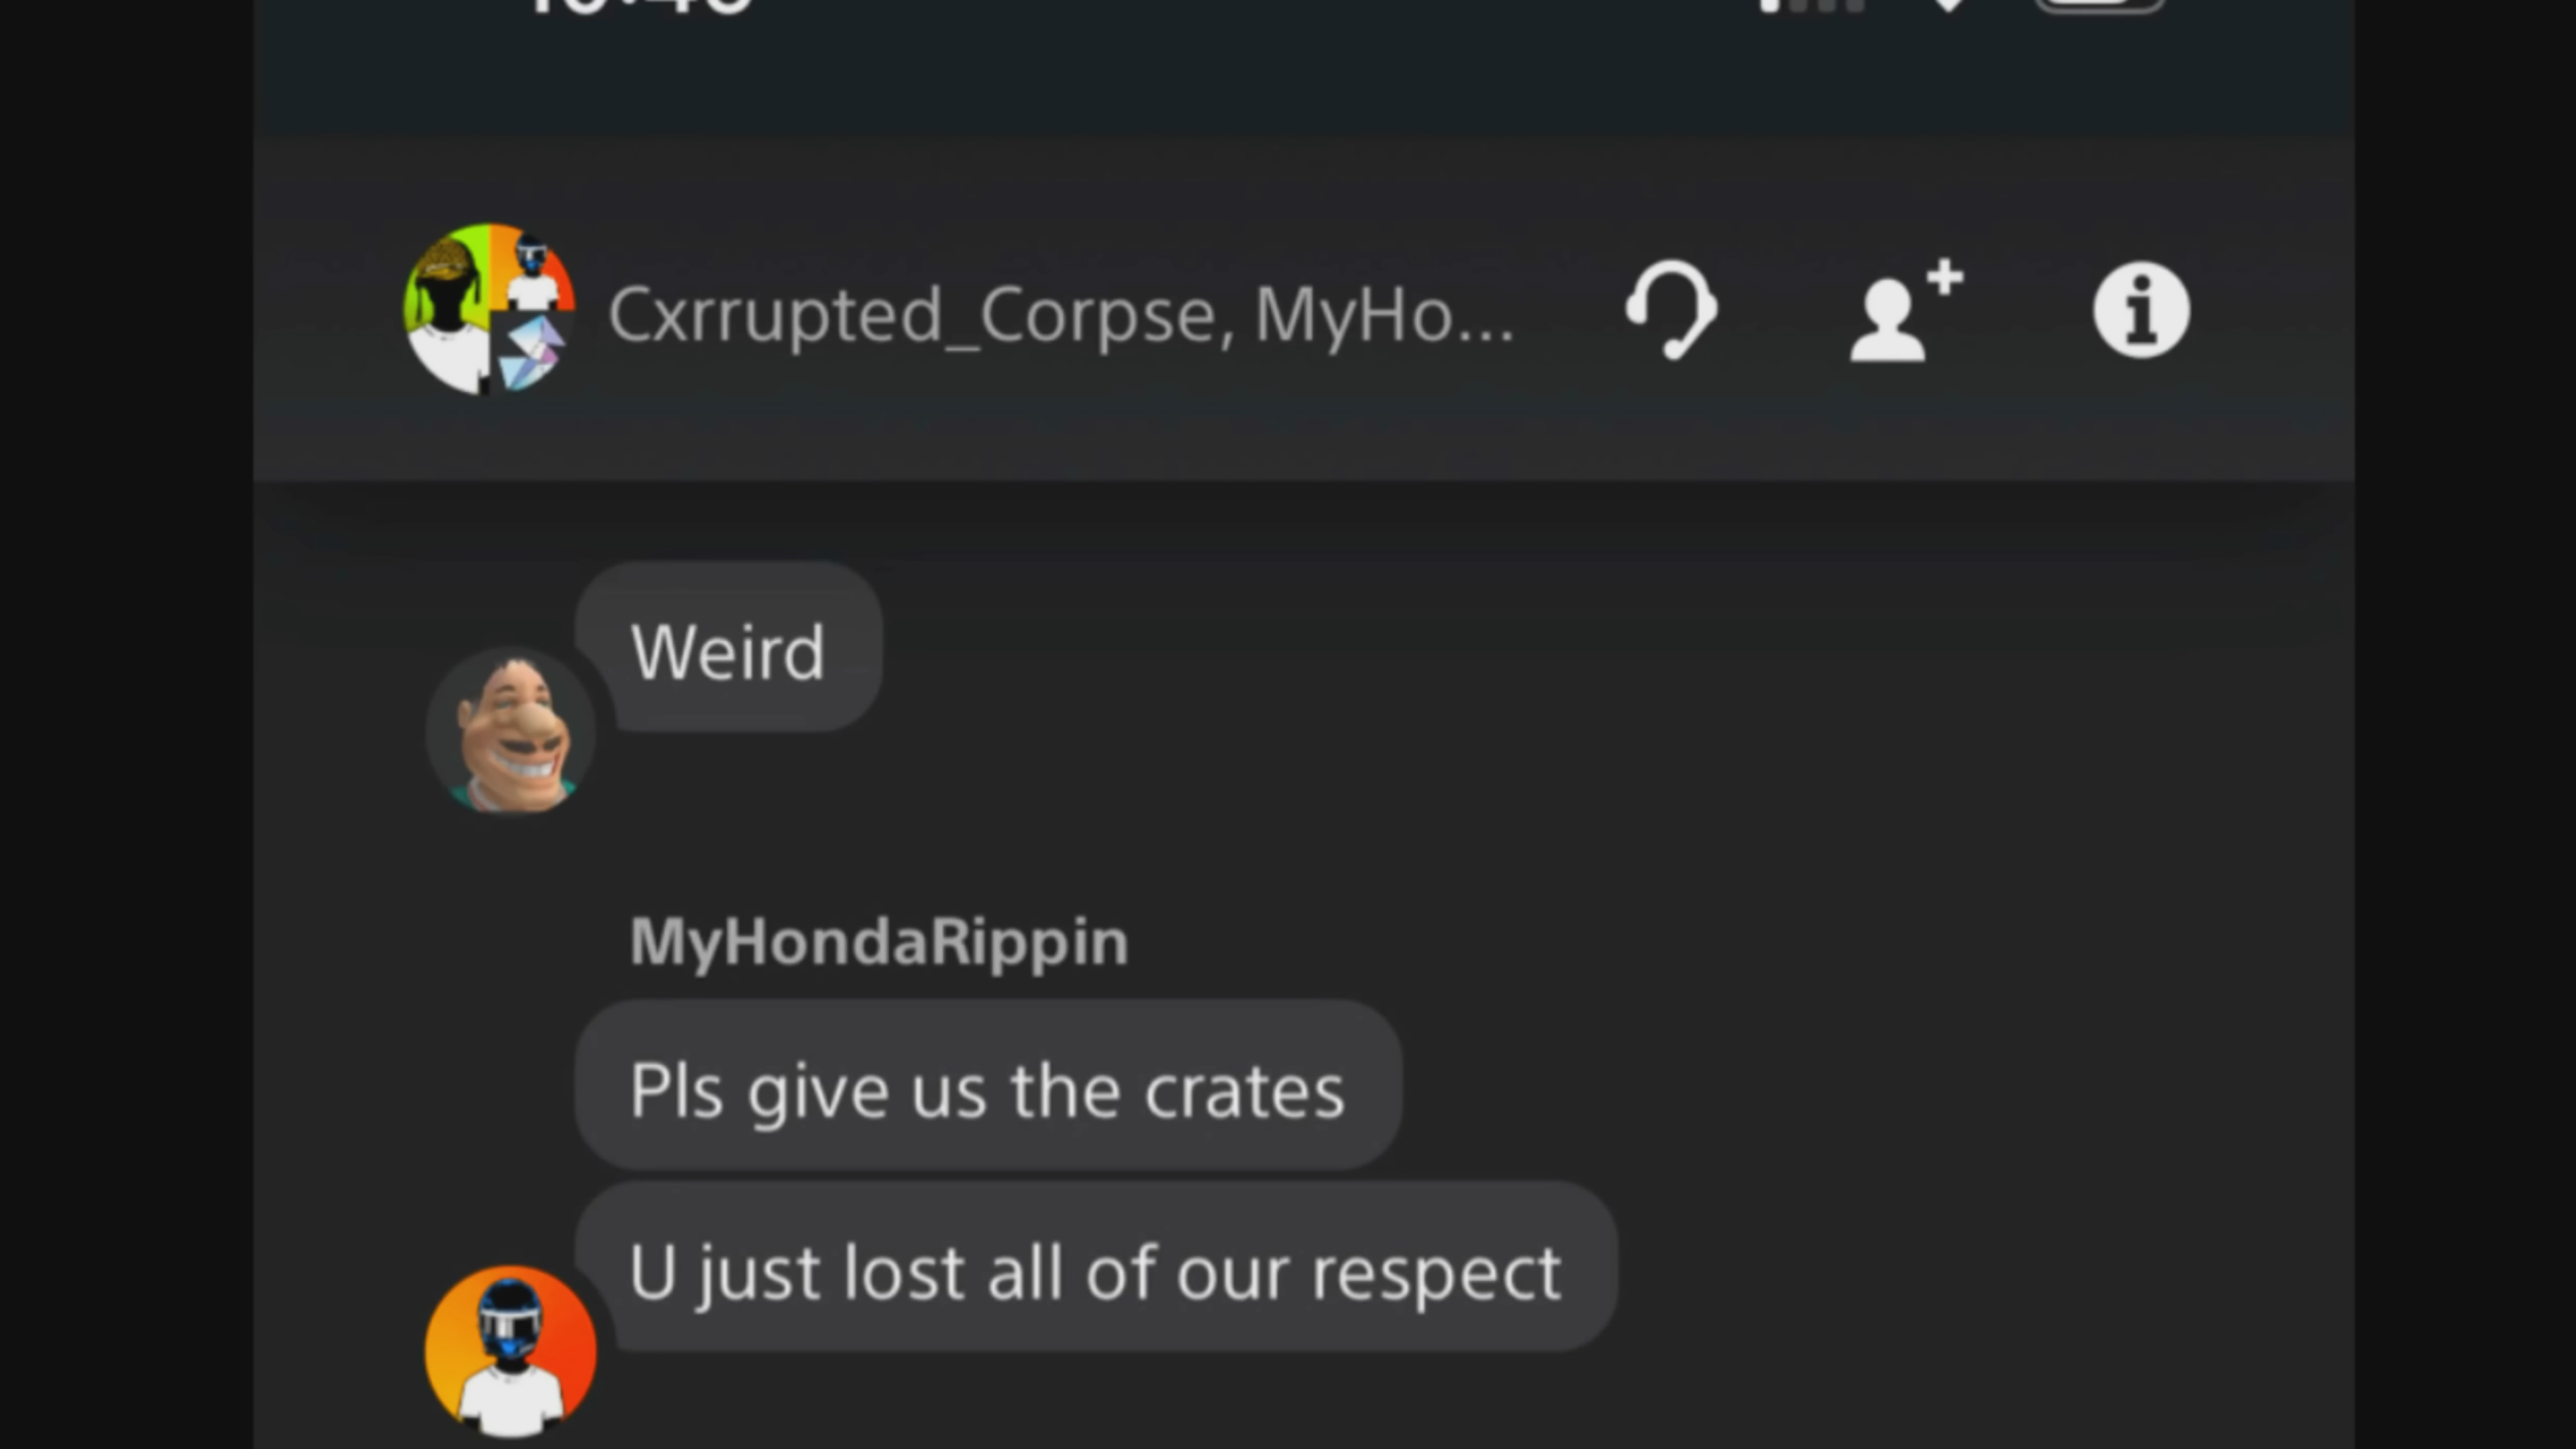 Cxrrupted_Corpse, MyHo...
Weird
MyHondaRippin
Pls give us the crates
U just lost all of our respect